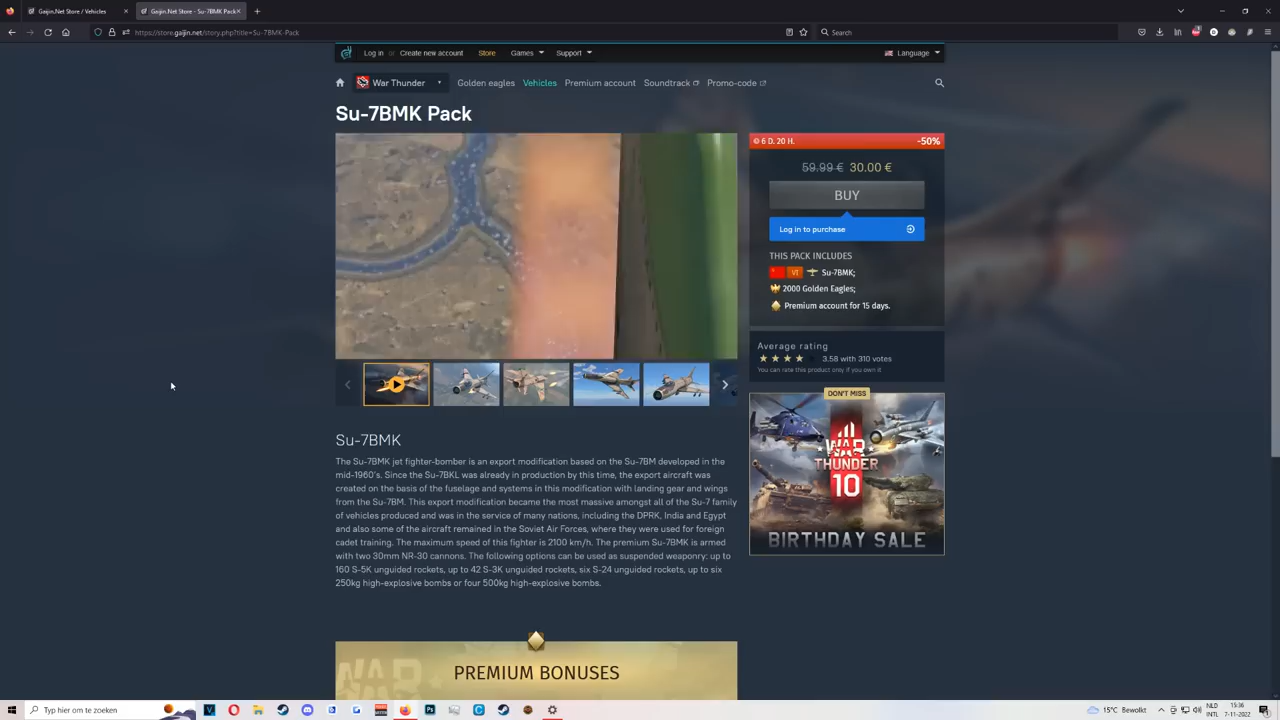 Gaijin.Net Store / Vehicles
Gaijin.Net Store - Su-7BMK Pack
https://store.gaijin.net/story.php?title=Su-7BMK-Pack
Search
Log in or Create new account Store Games Support Language
War Thunder Golden eagles Vehicles Premium account Soundtrack Promo-code
Su-7BMK Pack
6 D. 20 H. -50%
59.99 € 30.00 €
BUY
Log in to purchase
THIS PACK INCLUDES
VI Su-7BMK;
2000 Golden Eagles;
Premium account for 15 days.
Average rating
3.58 with 310 votes
You can rate this product only if you own it
DON'T MISS
WAR
THUNDER
10
BIRTHDAY SALE
Su-7BMK
The Su-7BMK jet fighter-bomber is an export modification based on the Su-7BM developed in the
mid-1960's. Since the Su-7BKL was already in production by this time, the export aircraft was
created on the basis of the fuselage and systems in this modification with landing gear and wings
from the Su-7BM. This export modification became the most massive amongst all of the Su-7 family
of vehicles produced and was in the service of many nations, including the DPRK, India and Egypt
and also some of the aircraft remained in the Soviet Air Forces, where they were used for foreign
cadet training. The maximum speed of this fighter is 2100 km/h. The premium Su-7BMK is armed
with two 30mm NR-30 cannons. The following options can be used as suspended weaponry: up to
160 S-5K unguided rockets, up to 42 S-3K unguided rockets, six S-24 unguided rockets, up to six
250kg high-explosive bombs or four 500kg high-explosive bombs.
PREMIUM BONUSES
Typ hier om te zoeken
15°C Bewolkt
NLD
INTL
15:36
7-11-2022